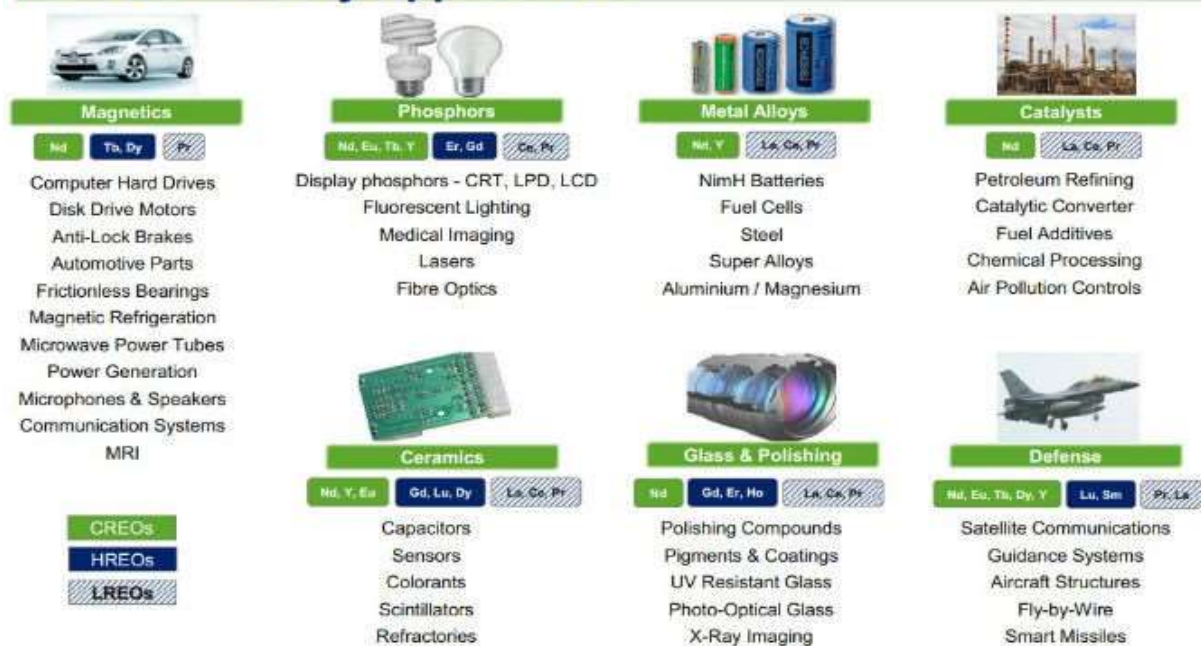 Magnetics
Nd
Tb, Dy
Pr
Computer Hard Drives
Disk Drive Motors
Anti-Lock Brakes
Automotive Parts
Frictionless Bearings
Magnetic Refrigeration
Microwave Power Tubes
Power Generation
Microphones & Speakers
Communication Systems
MRI
Phosphors
Nd, Eu, Tb, Y
Er, Gd
Ce, Pr
Display phosphors - CRT, LPD, LCD
Fluorescent Lighting
Medical Imaging
Lasers
Fibre Optics
Metal Alloys
Nd, Y
La, Ce, Pr
NimH Batteries
Fuel Cells
Steel
Super Alloys
Aluminium / Magnesium
Catalysts
Nd
La, Ce, Pr
Petroleum Refining
Catalytic Converter
Fuel Additives
Chemical Processing
Air Pollution Controls
Ceramics
Nd, Y, Eu
Gd, Lu, Dy
La, Ce, Pr
Capacitors
Sensors
Colorants
Scintillators
Refractories
Glass & Polishing
Nd
Gd, Er, Ho
La, Ce, Pr
Polishing Compounds
Pigments & Coatings
UV Resistant Glass
Photo-Optical Glass
X-Ray Imaging
Defense
Nd, Eu, Tb, Dy, Y
Lu, Sm
Pr, La
Satellite Communications
Guidance Systems
Aircraft Structures
Fly-by-Wire
Smart Missiles
CREOs
HREOs
LREOs